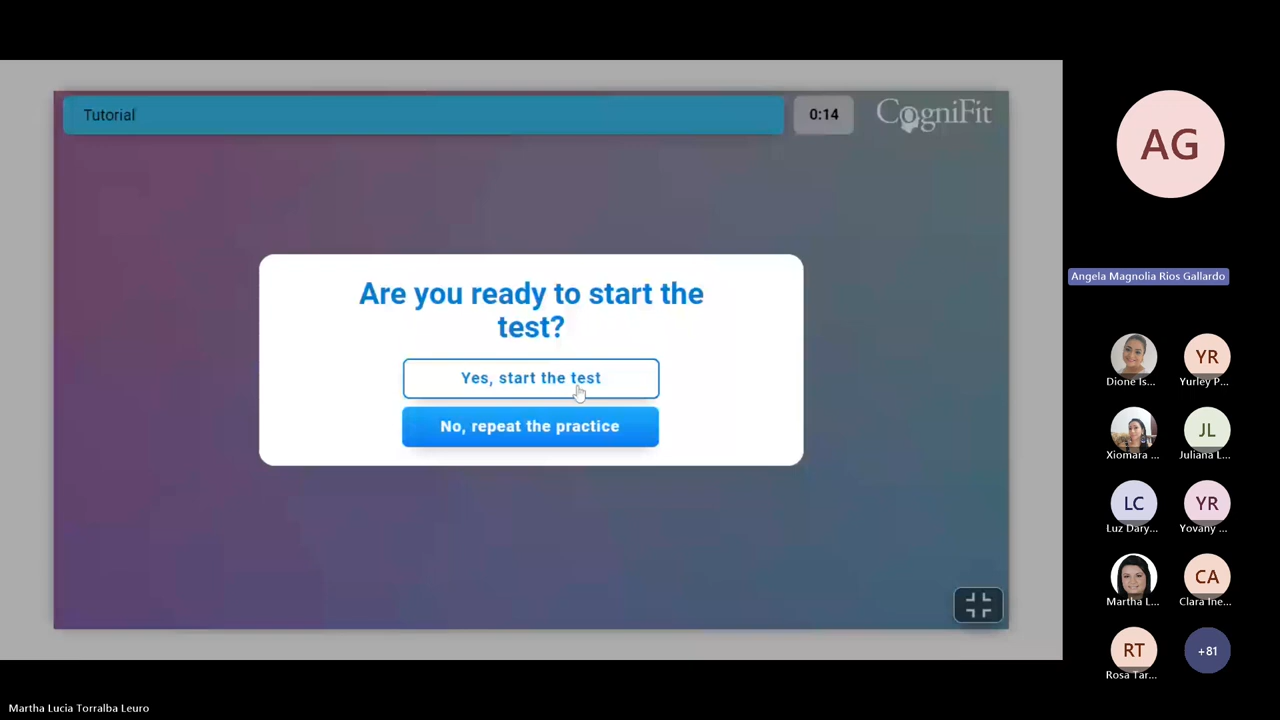 Tutorial
0:14
CogniFit
Are you ready to start the
test?
Yes, start the test
No, repeat the practice
AG
Angela Magnolia Rios Gallardo
YR
Dione Is...
Yurley P...
JL
Xiomara ...
Juliana L...
LC
YR
Luz Dary...
Yovany ...
CA
Martha L...
Clara Ine...
RT
+81
Rosa Tar...
Martha Lucia Torralba Leuro